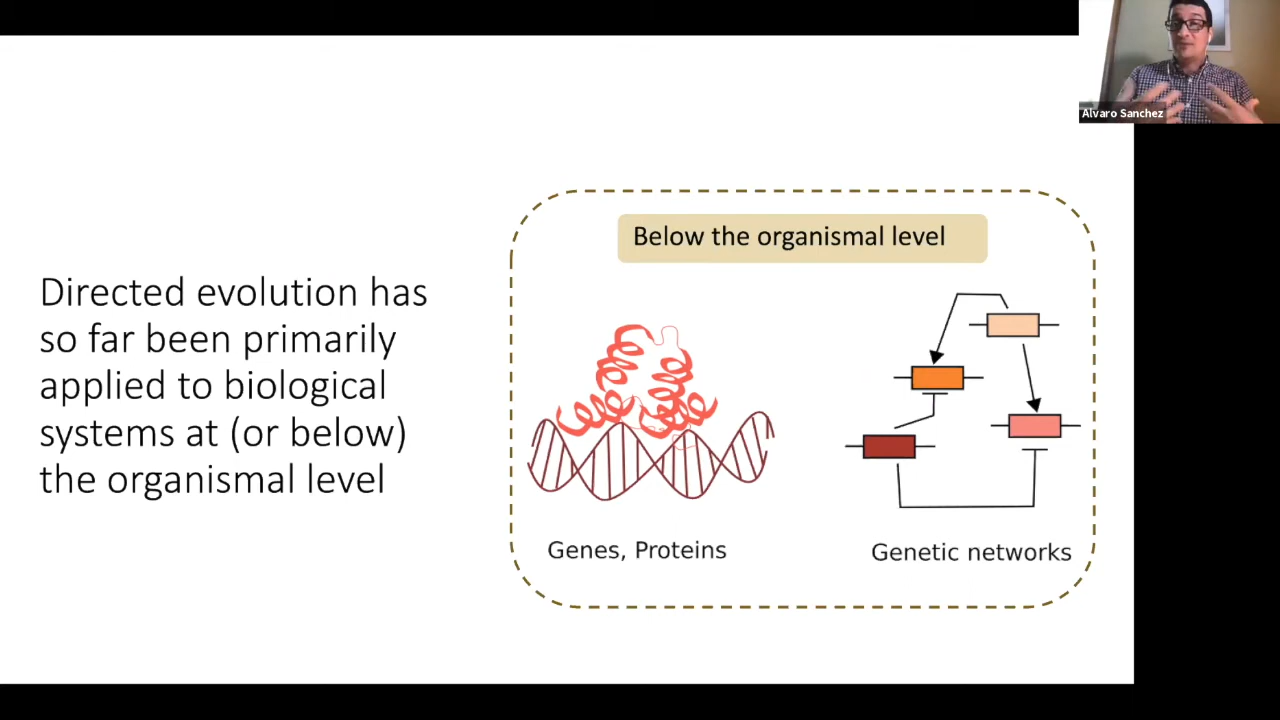 Alvaro Sanchez
Directed evolution has
so far been primarily
applied to biological
systems at (or below)
the organismal level
Below the organismal level
Genes, Proteins
Genetic networks